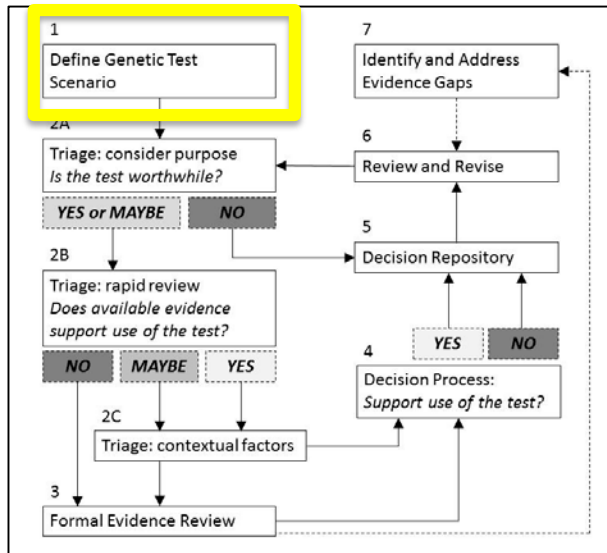 1
Define Genetic Test
Scenario
2A
Triage: consider purpose
Is the test worthwhile?
YES or MAYBE
NO
2B
Triage: rapid review
Does available evidence
support use of the test?
NO
MAYBE
YES
2C
Triage: contextual factors
3
Formal Evidence Review
7
Identify and Address
Evidence Gaps
6
Review and Revise
5
Decision Repository
YES
NO
4
Decision Process:
Support use of the test?